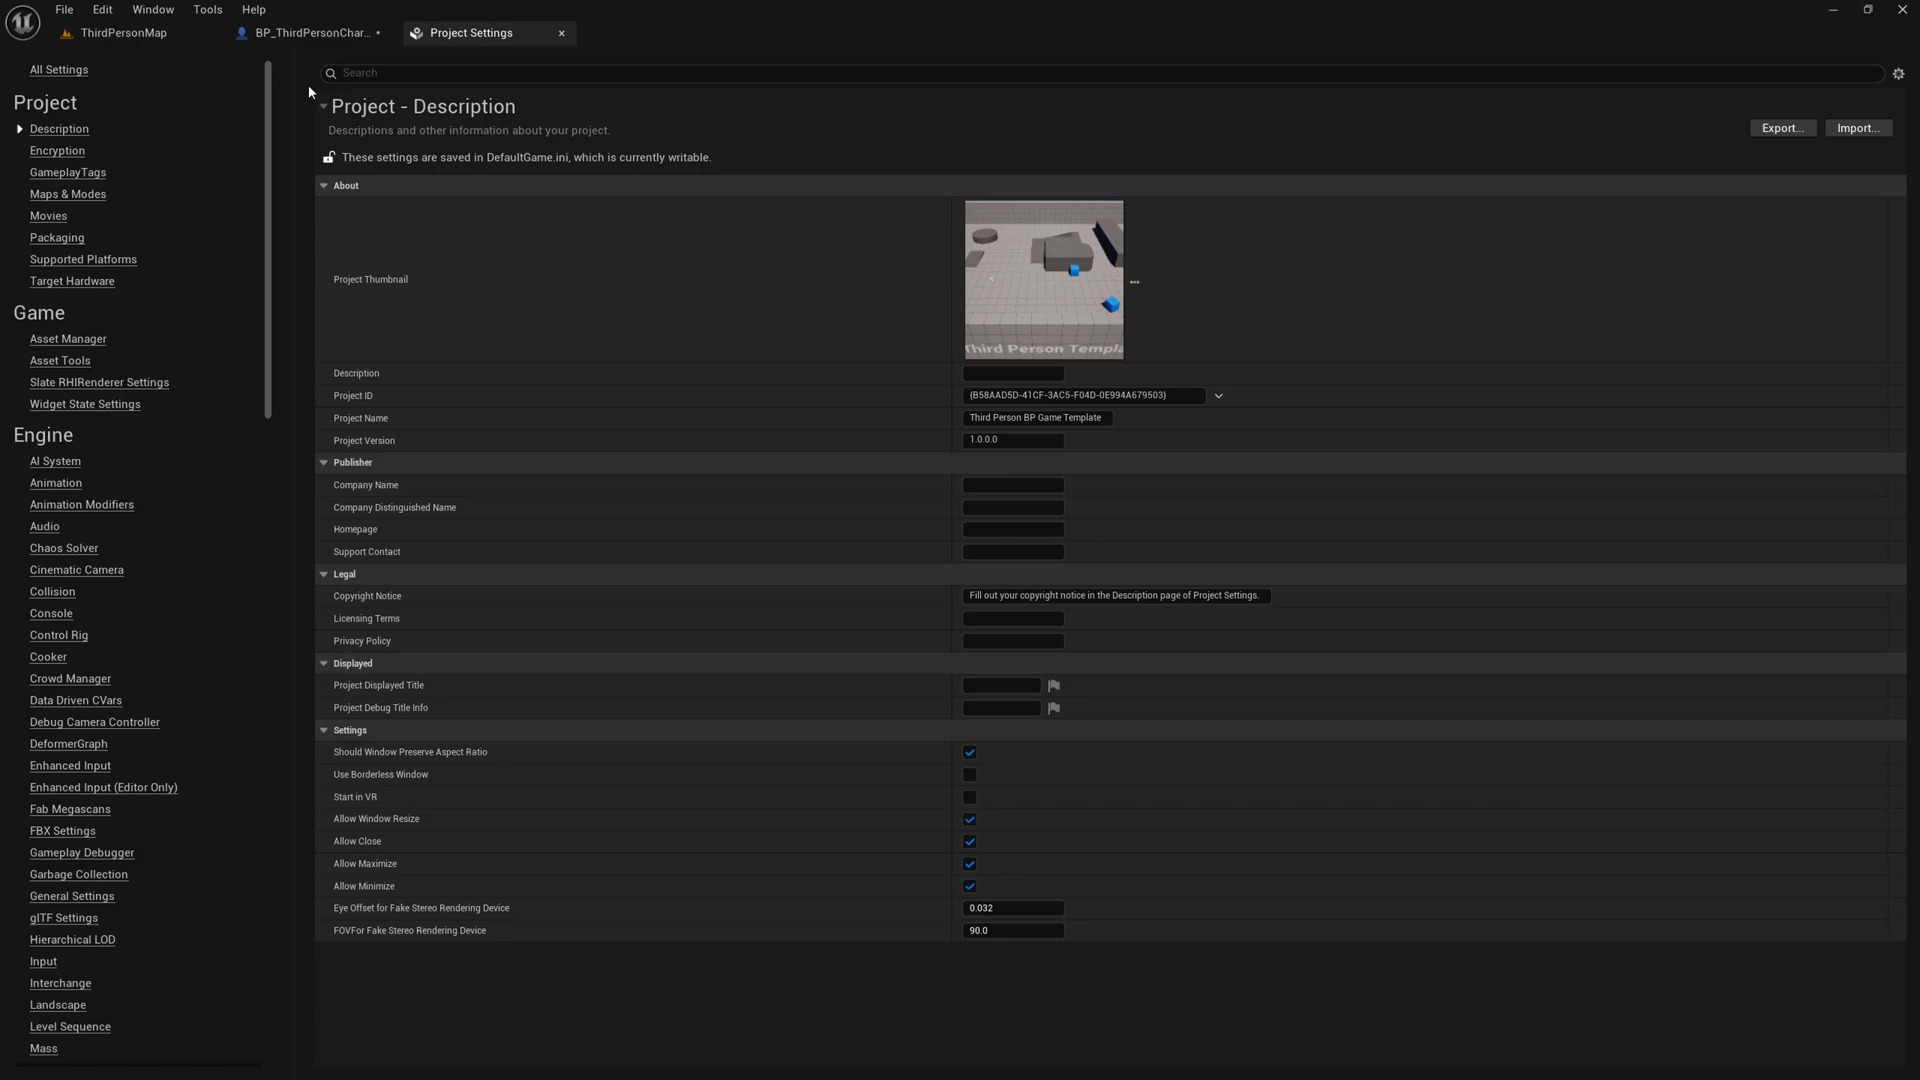 File Edit Window Tools Help
ThirdPersonMap BP_ThirdPersonChar... • Project Settings
All Settings
Project
Description
Encryption
GameplayTags
Maps & Modes
Movies
Packaging
Supported Platforms
Target Hardware
Game
Asset Manager
Asset Tools
Slate RHIRenderer Settings
Widget State Settings
Engine
AI System
Animation
Animation Modifiers
Audio
Chaos Solver
Cinematic Camera
Collision
Console
Control Rig
Cooker
Crowd Manager
Data Driven CVars
Debug Camera Controller
DeformerGraph
Enhanced Input
Enhanced Input (Editor Only)
Fab Megascans
FBX Settings
Gameplay Debugger
Garbage Collection
General Settings
glTF Settings
Hierarchical LOD
Input
Interchange
Landscape
Level Sequence
Mass
Search
Project - Description
Descriptions and other information about your project.
Export... Import...
These settings are saved in DefaultGame.ini, which is currently writable.
About
Project Thumbnail
Third Person Templa
Description
Project ID {B58AAD5D-41CF-3AC5-F04D-0E994A679503}
Project Name Third Person BP Game Template
Project Version 1.0.0.0
Publisher
Company Name
Company Distinguished Name
Homepage
Support Contact
Legal
Copyright Notice Fill out your copyright notice in the Description page of Project Settings.
Licensing Terms
Privacy Policy
Displayed
Project Displayed Title
Project Debug Title Info
Settings
Should Window Preserve Aspect Ratio
Use Borderless Window
Start in VR
Allow Window Resize
Allow Close
Allow Maximize
Allow Minimize
Eye Offset for Fake Stereo Rendering Device 0.032
FOVFor Fake Stereo Rendering Device 90.0